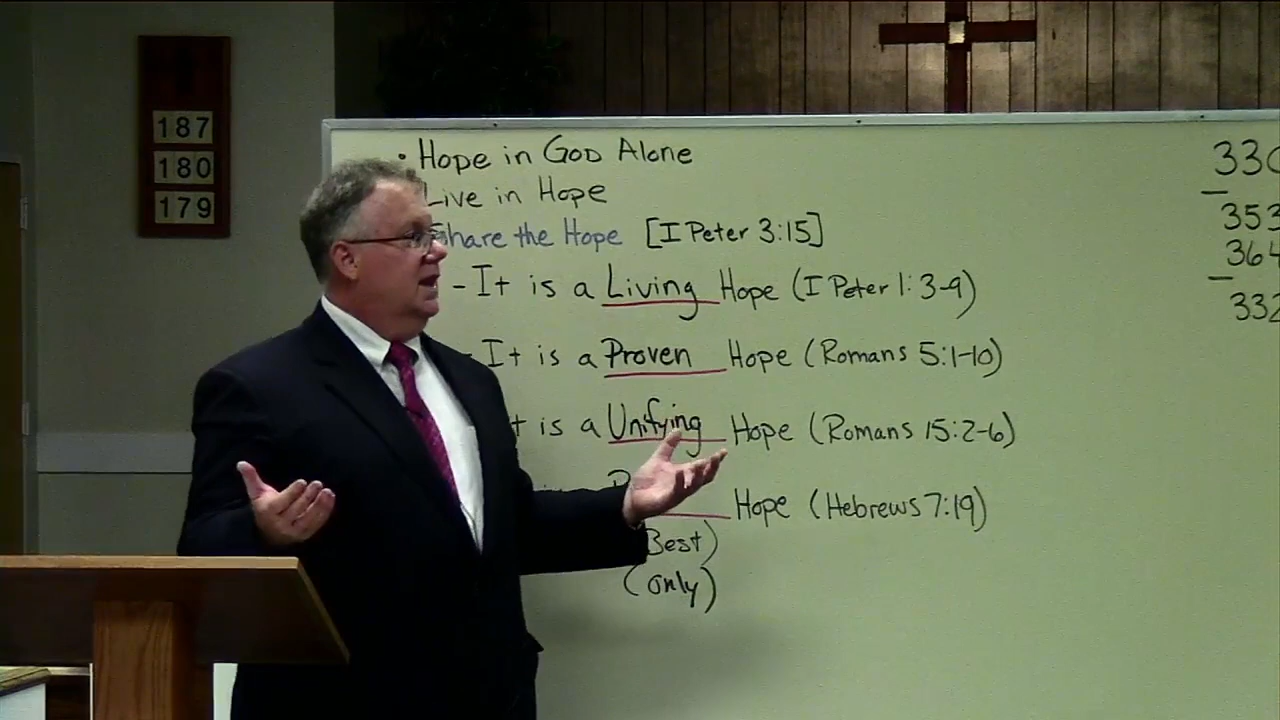 187
180
179
• Hope in God Alone
Live in Hope
Share the Hope [I Peter 3:15]
- It is a Living Hope (I Peter 1:3-9)
- It is a Proven Hope (Romans 5:1-10)
is a Unifying Hope (Romans 15:2-6)
Hope (Hebrews 7:19)
Best)
(only)
353
364